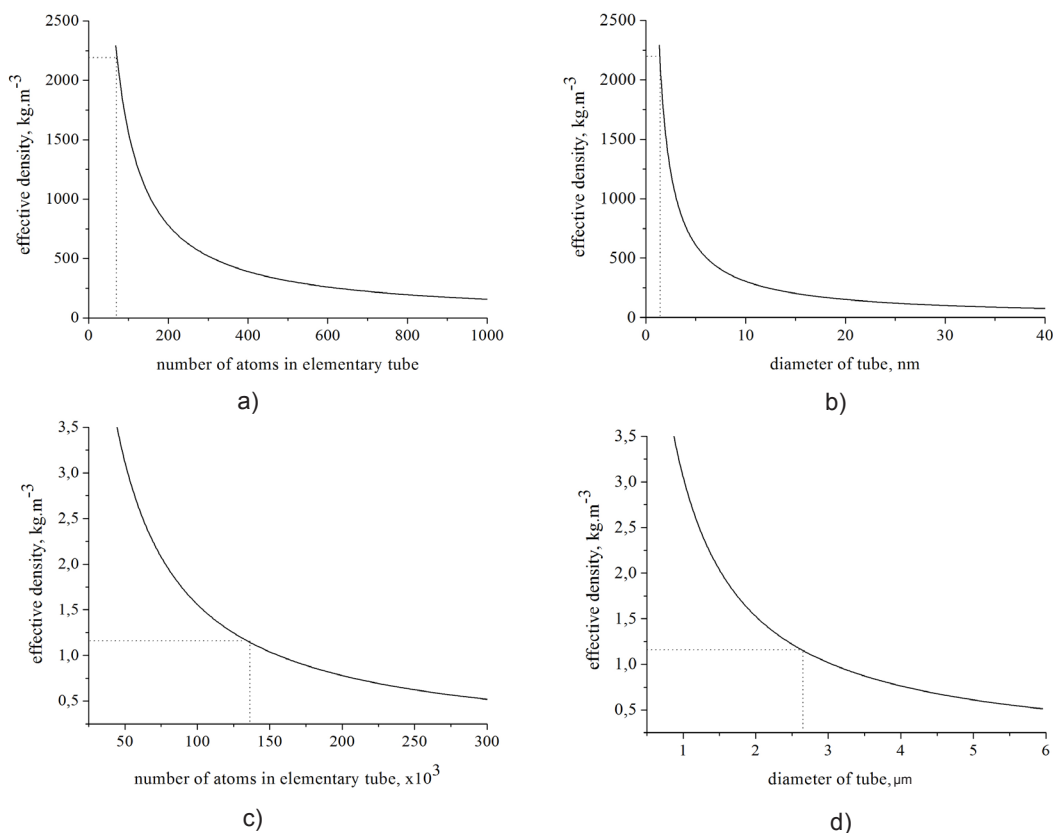 2500
2000
1500
1000
500
0
effective density, kg.m-3
0 200 400 600 800 1000
number of atoms in elementary tube
a)
2500
2000
1500
1000
500
0
effective density, kg.m-3
0 10 20 30 40
diameter of tube, nm
b)
3,5
3,0
2,5
2,0
1,5
1,0
0,5
effective density, kg.m-3
50 100 150 200 250 300
number of atoms in elementary tube, x10³
c)
3,5
3,0
2,5
2,0
1,5
1,0
0,5
effective density, kg.m-3
1 2 3 4 5 6
diameter of tube,µm
d)